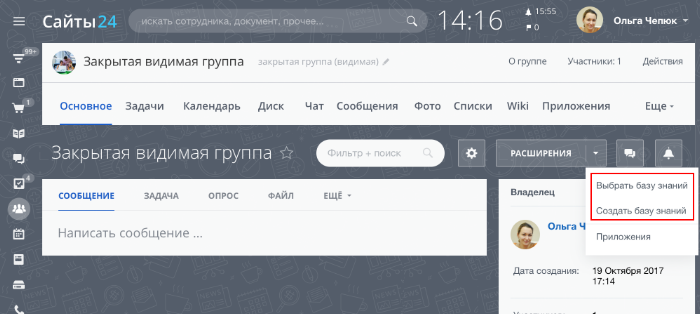 Сайты24
искать сотрудника, документ, прочее...
14:16
15:55
0
Ольга Чепюк
99+
1
4
Закрытая видимая группа
закрытая группа (видимая)
О группе Участники: 1 Действия
Основное Задачи Календарь Диск Чат Сообщения Фото Списки Wiki Приложения Еще
Закрытая видимая группа
Фильтр + поиск
РАСШИРЕНИЯ
Выбрать базу знаний
Создать базу знаний
Приложения
СООБЩЕНИЕ ЗАДАЧА ОПРОС ФАЙЛ ЕЩЁ
Написать сообщение ...
Владелец
Ольга Ч
Дата создания: 19 Октября 2017
17:14